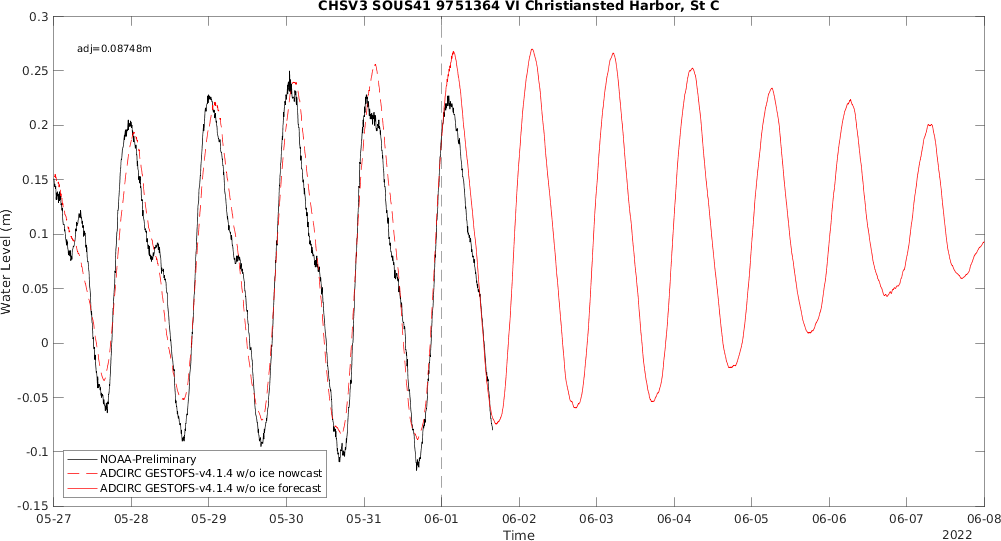 CHSV3 SOUS41 9751364 VI Christiansted Harbor, St C
adj=0.08748m
0.3
0.25
0.2
0.15
0.1
0.05
0
-0.05
-0.1
-0.15
Water Level (m)
NOAA-Preliminary
ADCIRC GESTOFS-v4.1.4 w/o ice nowcast
ADCIRC GESTOFS-v4.1.4 w/o ice forecast
05-27 05-28 05-29 05-30 05-31 06-01 06-02 06-03 06-04 06-05 06-06 06-07 06-08
Time
2022